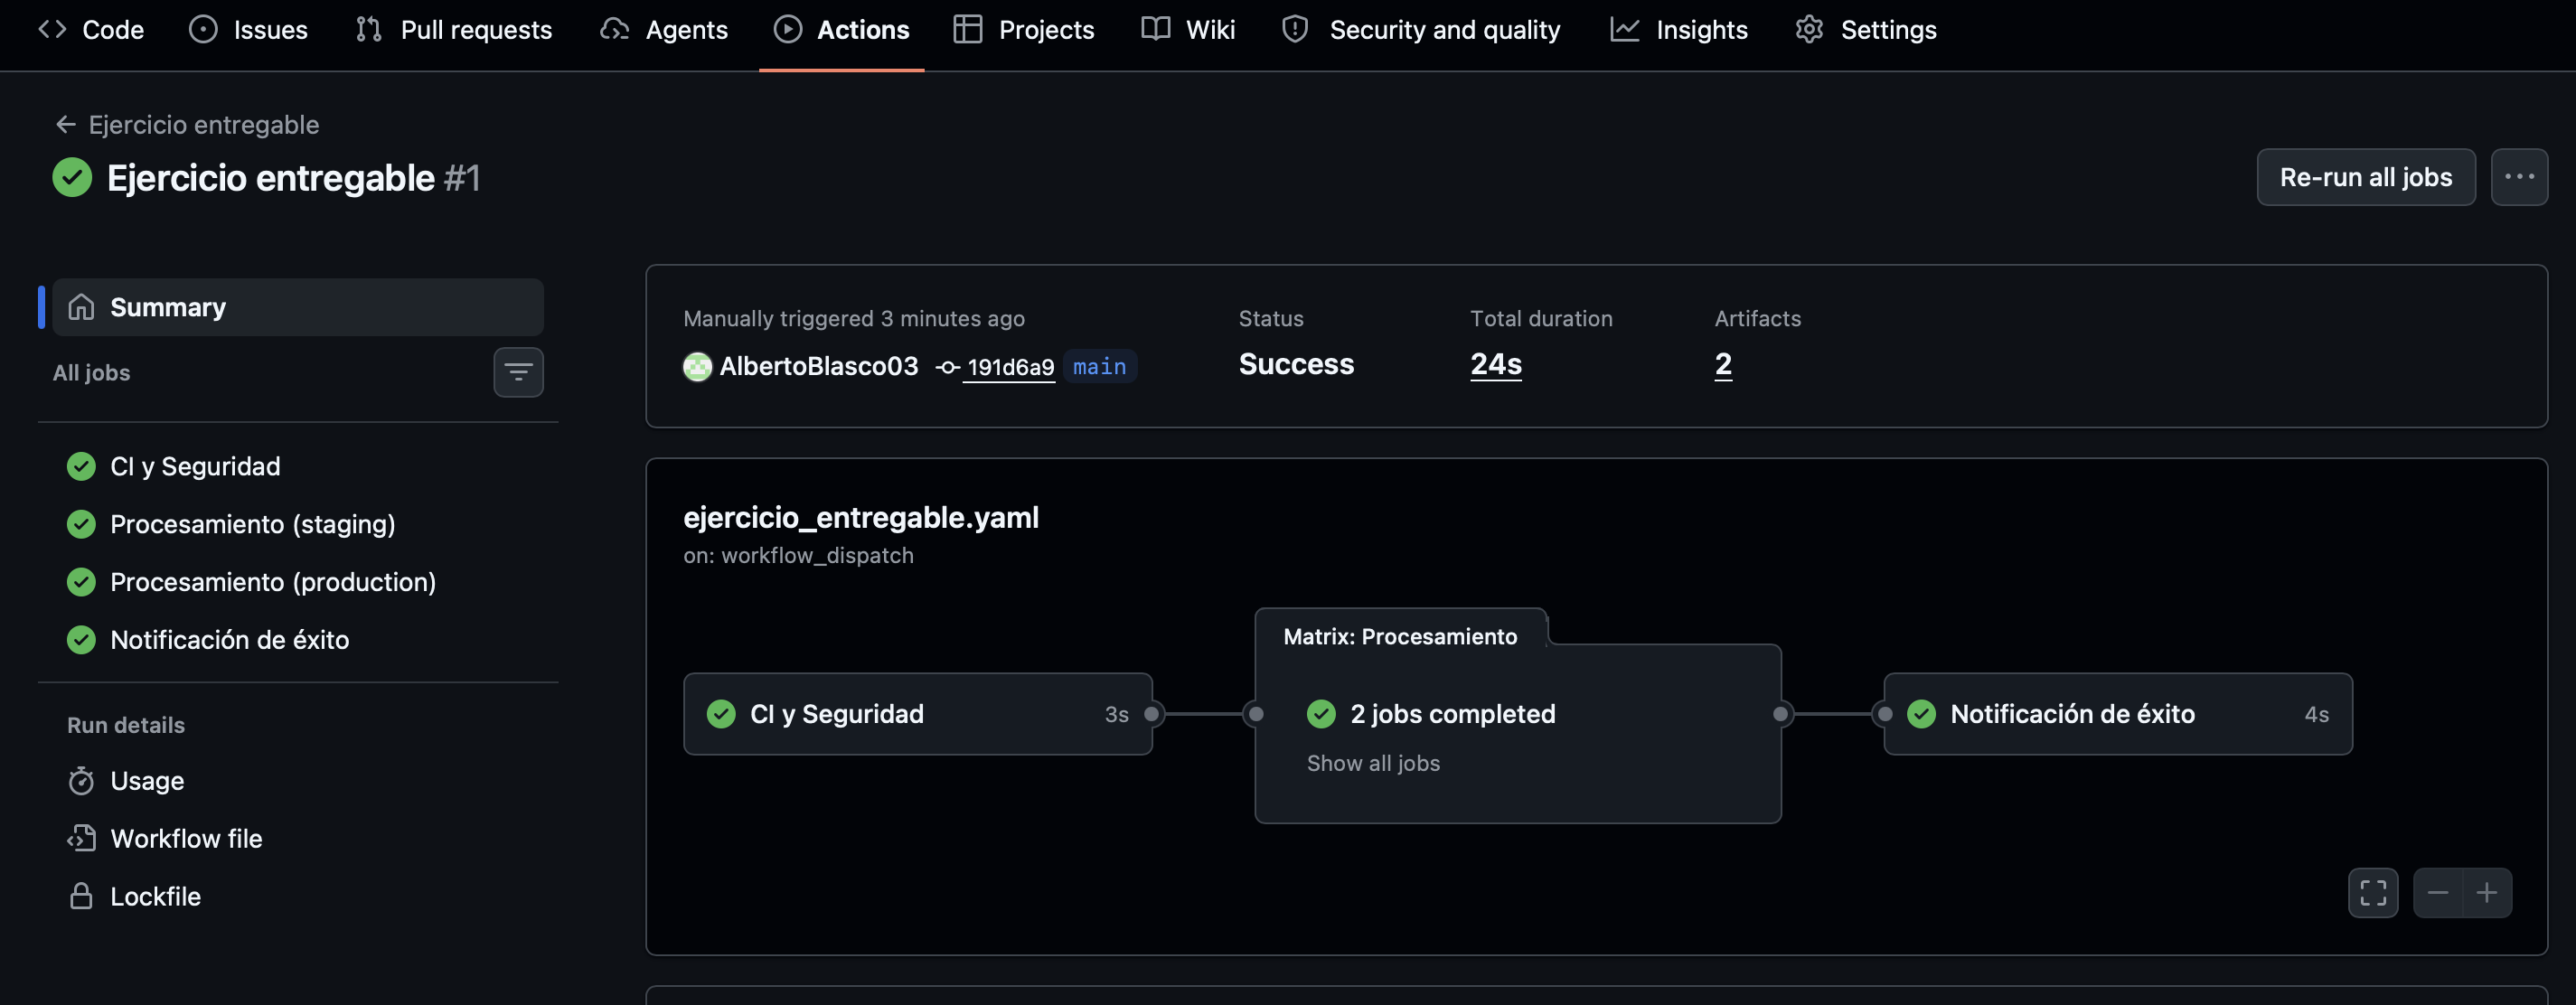 Code Issues Pull requests Agents Actions Projects Wiki Security and quality Insights Settings
Ejercicio entregable
Ejercicio entregable #1
Re-run all jobs
Summary
All jobs
CI y Seguridad
Procesamiento (staging)
Procesamiento (production)
Notificación de éxito
Run details
Usage
Workflow file
Lockfile
Manually triggered 3 minutes ago
AlbertoBlasco03 191d6a9 main
Status
Success
Total duration
24s
Artifacts
2
ejercicio_entregable.yaml
on: workflow_dispatch
CI y Seguridad 3s
Matrix: Procesamiento
2 jobs completed
Show all jobs
Notificación de éxito 4s